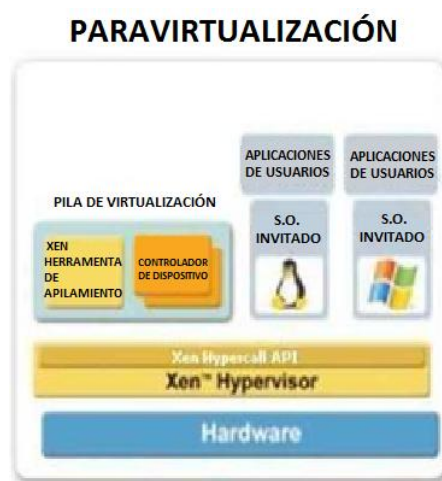 PARAVIRTUALIZACIÓN
APLICACIONES
DE USUARIOS
APLICACIONES
DE USUARIOS
PILA DE VIRTUALIZACIÓN
S.O.
INVITADO
S.O.
INVITADO
XEN
HERRAMENTA
DE
APILAMIENTO
CONTROLADOR
DE DISPOSITIVO
Xen Hypercall API
Xen™ Hypervisor
Hardware